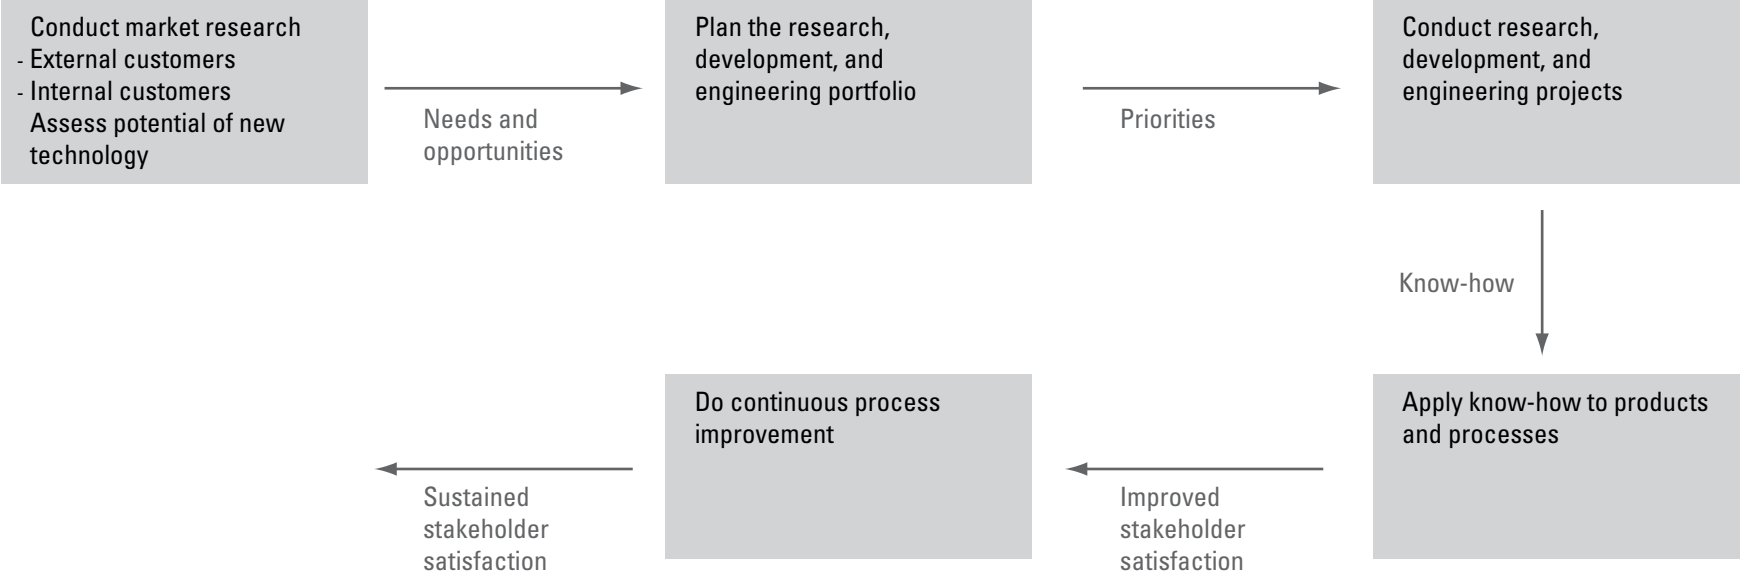 Conduct market research
- External customers
- Internal customers
Assess potential of new
technology
Needs and
opportunities
Plan the research,
development, and
engineering portfolio
Priorities
Conduct research,
development, and
engineering projects
Know-how
Apply know-how to products
and processes
Improved
stakeholder
satisfaction
Do continuous process
improvement
Sustained
stakeholder
satisfaction